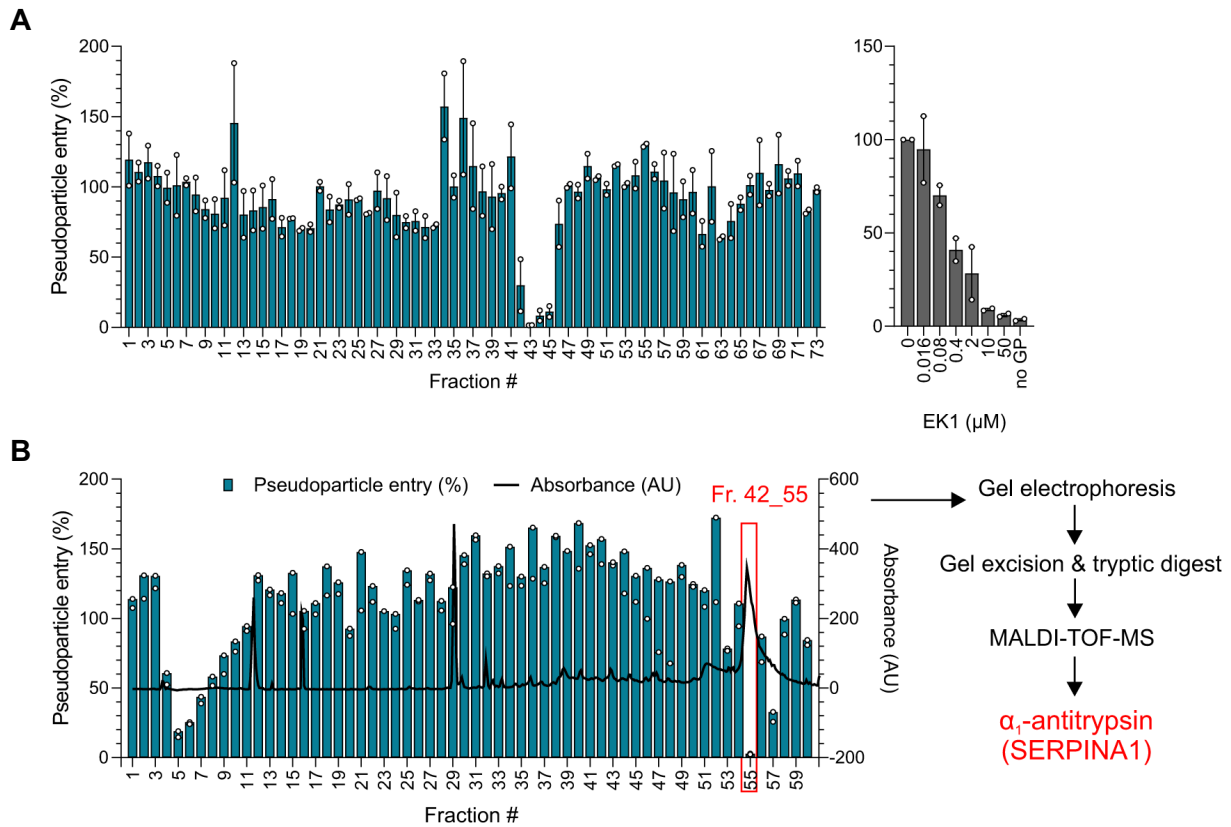 A
Pseudoparticle entry (%)
200
150
100
50
0
1 3 5 7 9 11 13 15 17 19 21 23 25 27 29 31 33 35 37 39 41 43 45 47 49 51 53 55 57 59 61 63 65 67 69 71 73
Fraction #
150
100
50
0
0 0.016 0.08 0.4 2 10 50 no GP
EK1 (µM)
B
Pseudoparticle entry (%)
200
150
100
50
0
Pseudoparticle entry (%) Absorbance (AU)
Fr. 42_55
600
400
200
0
-200
Absorbance (AU)
1 3 5 7 9 11 13 15 17 19 21 23 25 27 29 31 33 35 37 39 41 43 45 47 49 51 53 55 57 59
Fraction #
Gel electrophoresis
Gel excision & tryptic digest
MALDI-TOF-MS
α₁-antitrypsin
(SERPINA1)